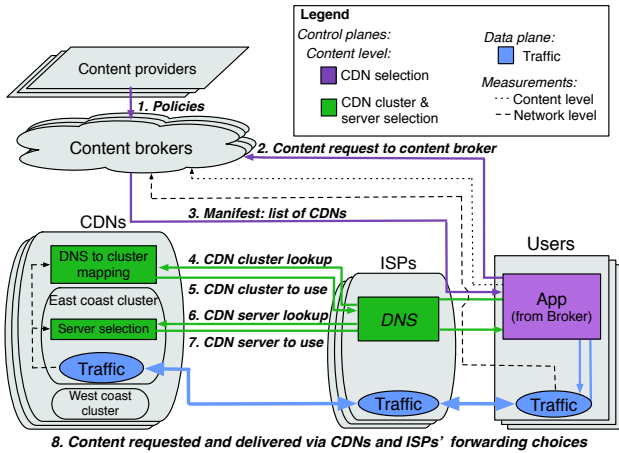 Legend
Control planes:
Content level:
CDN selection
CDN cluster &
server selection
Data plane:
Traffic
Measurements:
Content level
Network level
Content providers
1. Policies
Content brokers
2. Content request to content broker
3. Manifest: list of CDNs
CDNs
DNS to cluster
mapping
East coast cluster
Server selection
Traffic
West coast
cluster
4. CDN cluster lookup
5. CDN cluster to use
6. CDN server lookup
7. CDN server to use
ISPs
DNS
Traffic
Users
App
(from Broker)
Traffic
8. Content requested and delivered via CDNs and ISPs' forwarding choices